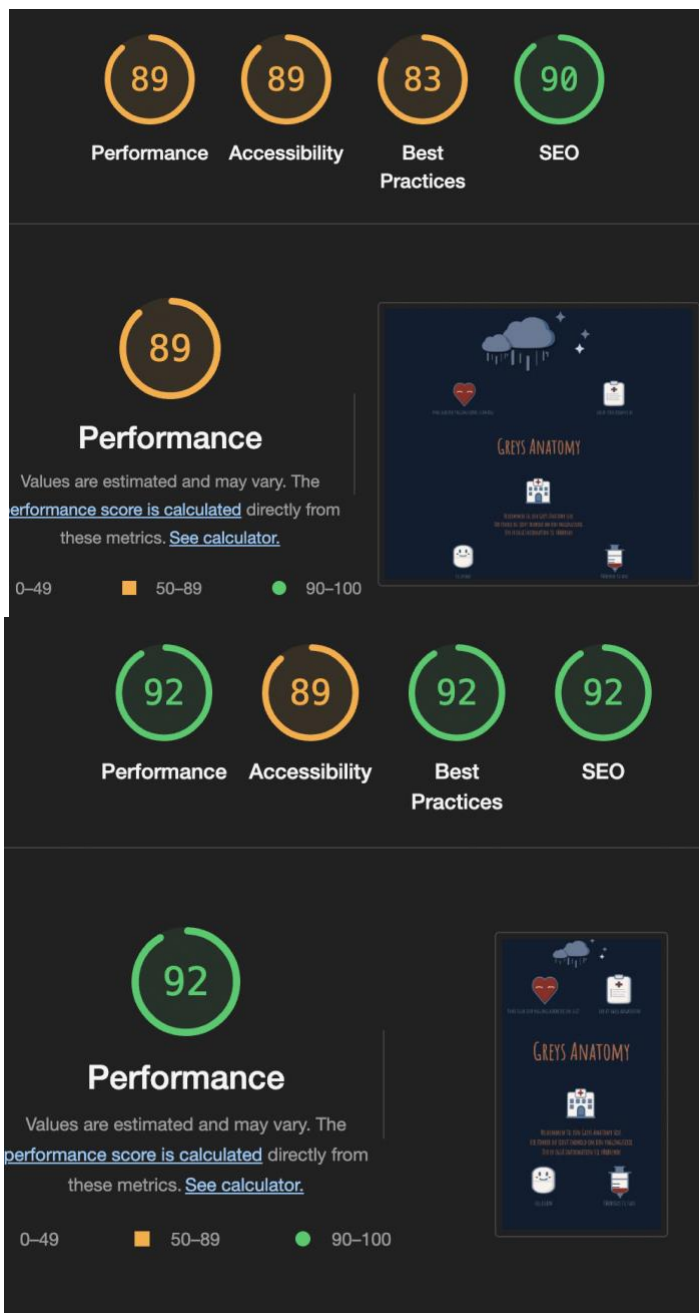 89 89 83 90
Performance Accessibility Best Practices SEO
89
Performance
Values are estimated and may vary. The
performance score is calculated directly from
these metrics. See calculator.
0–49 50–89 90–100
GREYS ANATOMY
92 89 92 92
Performance Accessibility Best Practices SEO
92
Performance
Values are estimated and may vary. The
performance score is calculated directly from
these metrics. See calculator.
0–49 50–89 90–100
GREYS ANATOMY